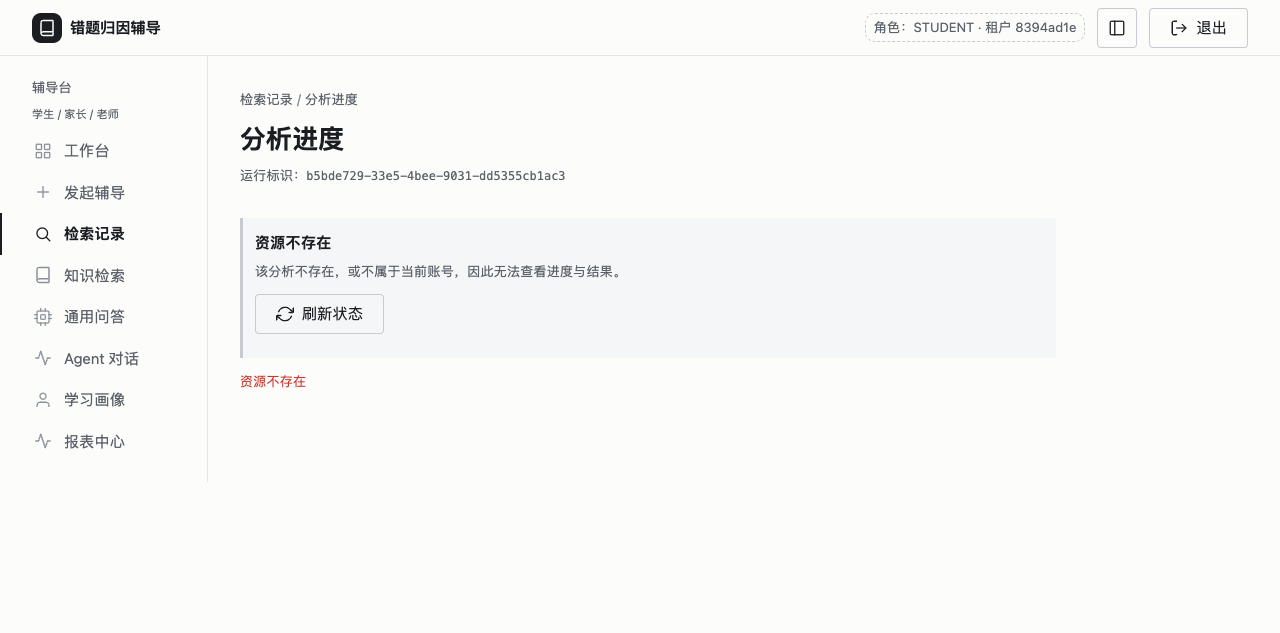 错题归因辅导
角色：STUDENT · 租户 8394ad1e
退出
辅导台
学生 / 家长 / 老师
工作台
发起辅导
检索记录
知识检索
通用问答
Agent 对话
学习画像
报表中心
检索记录 / 分析进度
分析进度
运行标识：b5bde729-33e5-4bee-9031-dd5355cb1ac3
资源不存在
该分析不存在，或不属于当前账号，因此无法查看进度与结果。
刷新状态
资源不存在